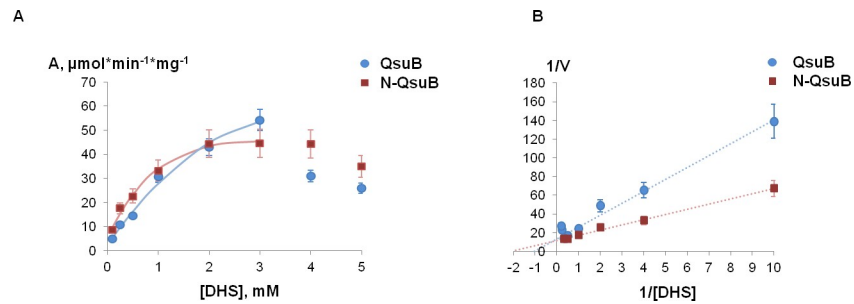 A
B
A, μmol*min⁻¹*mg⁻¹
QsuB
N-QsuB
70
60
50
40
30
20
10
0
0 1 2 3 4 5
[DHS], mM
1/V
QsuB
N-QsuB
180
160
140
120
100
80
60
40
20
0
-2 -1 0 1 2 3 4 5 6 7 8 9 10
1/[DHS]